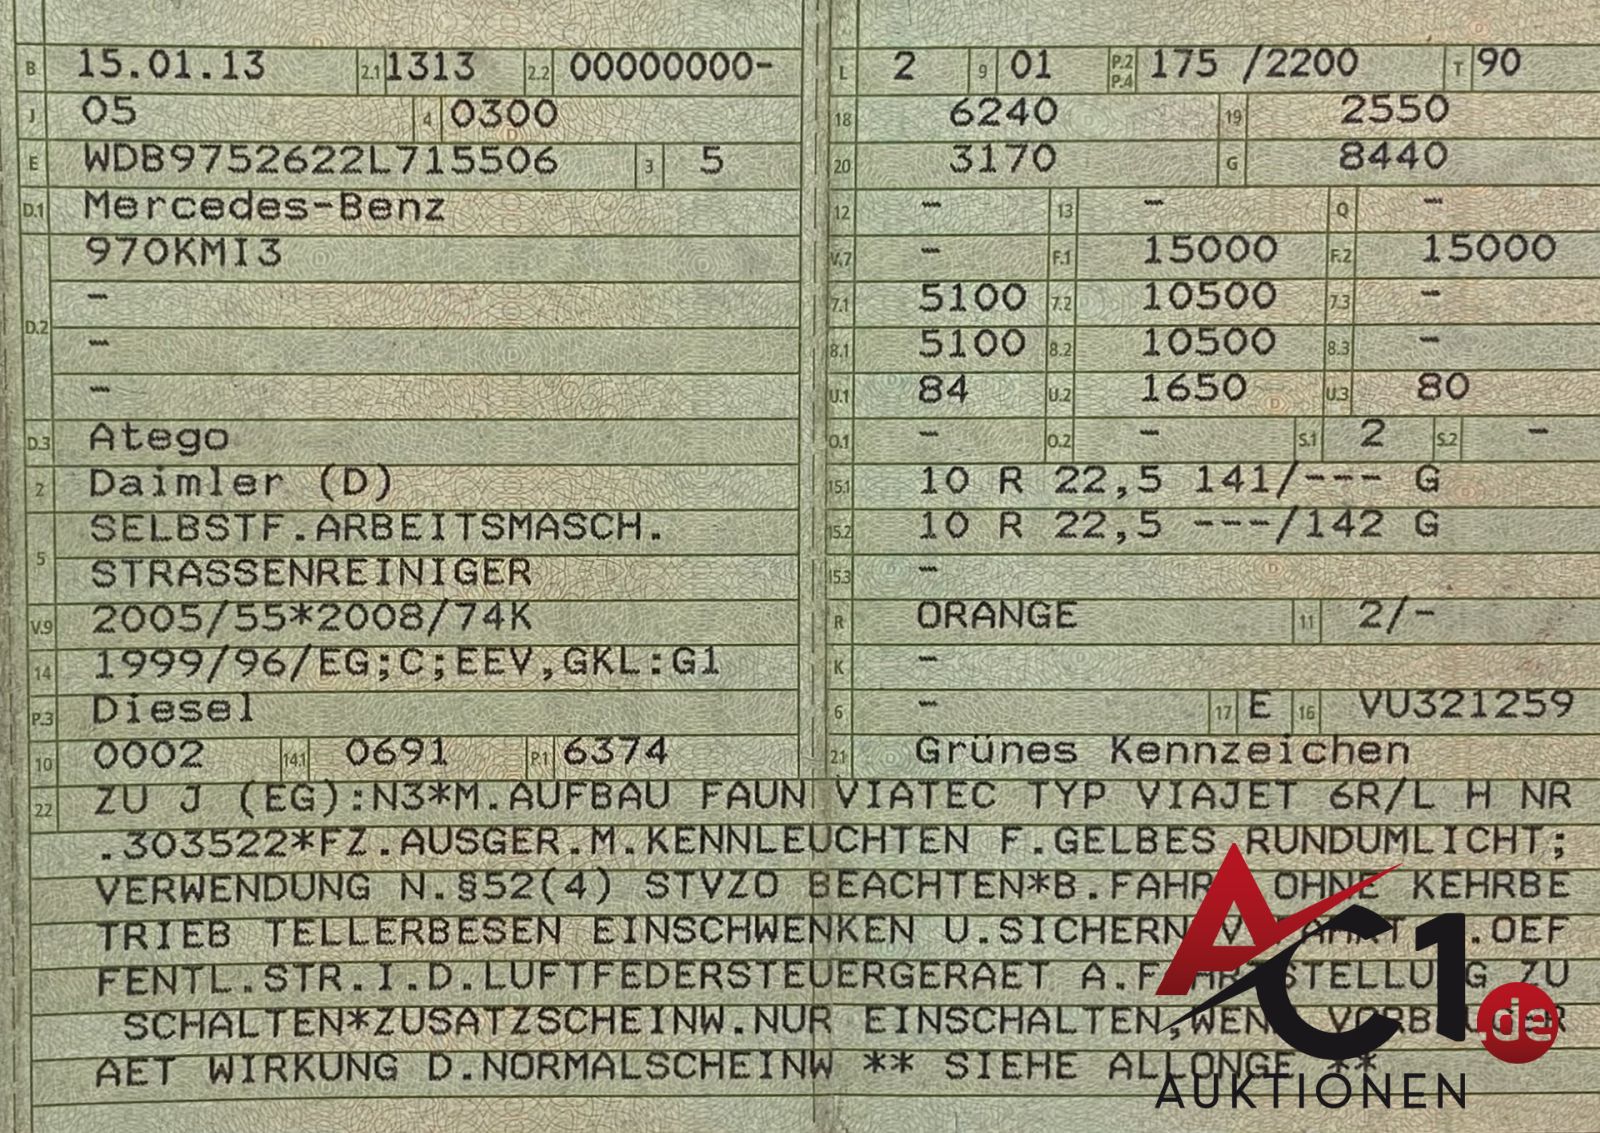 B 15.01.13 2.1 1313 2.2 00000000-
J 05 4 0300
E WDB9752622L715506 3 5
D.1 Mercedes-Benz
D.2 970KMI3
-
-
-
D.3 Atego
2 Daimler (D)
5 SELBSTF.ARBEITSMASCH.
STRASSENREINIGER
V.9 2005/55*2008/74K
14 1999/96/EG;C;EEV,GKL:G1
P.3 Diesel
10 0002 14.1 0691 P.1 6374
L 2 9 01 P.2 P.4 175 /2200 T 90
18 6240 19 2550
20 3170 G 8440
12 - 13 - Q -
V.7 - F.1 15000 F.2 15000
7.1 5100 7.2 10500 7.3 -
8.1 5100 8.2 10500 8.3 -
U.1 84 U.2 1650 U.3 80
O.1 - O.2 - S.1 2 S.2 -
15.1 10 R 22,5 141/--- G
15.2 10 R 22,5 ---/142 G
15.3 -
R ORANGE 11 2/-
K -
6 - 17 E 16 VU321259
21 Grünes Kennzeichen
22 ZU J (EG):N3*M.AUFBAU FAUN VIATEC TYP VIAJET 6R/L H NR
.303522*FZ.AUSGER.M.KENNLEUCHTEN F.GELBES RUNDUMLICHT;
VERWENDUNG N.§52(4) STVZO BEACHTEN*B.FAHR OHNE KEHRBE
TRIEB TELLERBESEN EINSCHWENKEN U.SICHERN V FAHRT .OEF
FENTL.STR.I.D.LUFTFEDERSTEUERGERAET A.FAHRTSTELLU G ZU
SCHALTEN*ZUSATZSCHEINW.NUR EINSCHALTEN,WENN
AET WIRKUNG D.NORMALSCHEINW ** SIEHE ALLONGE **
AC1.de
AUKTIONEN